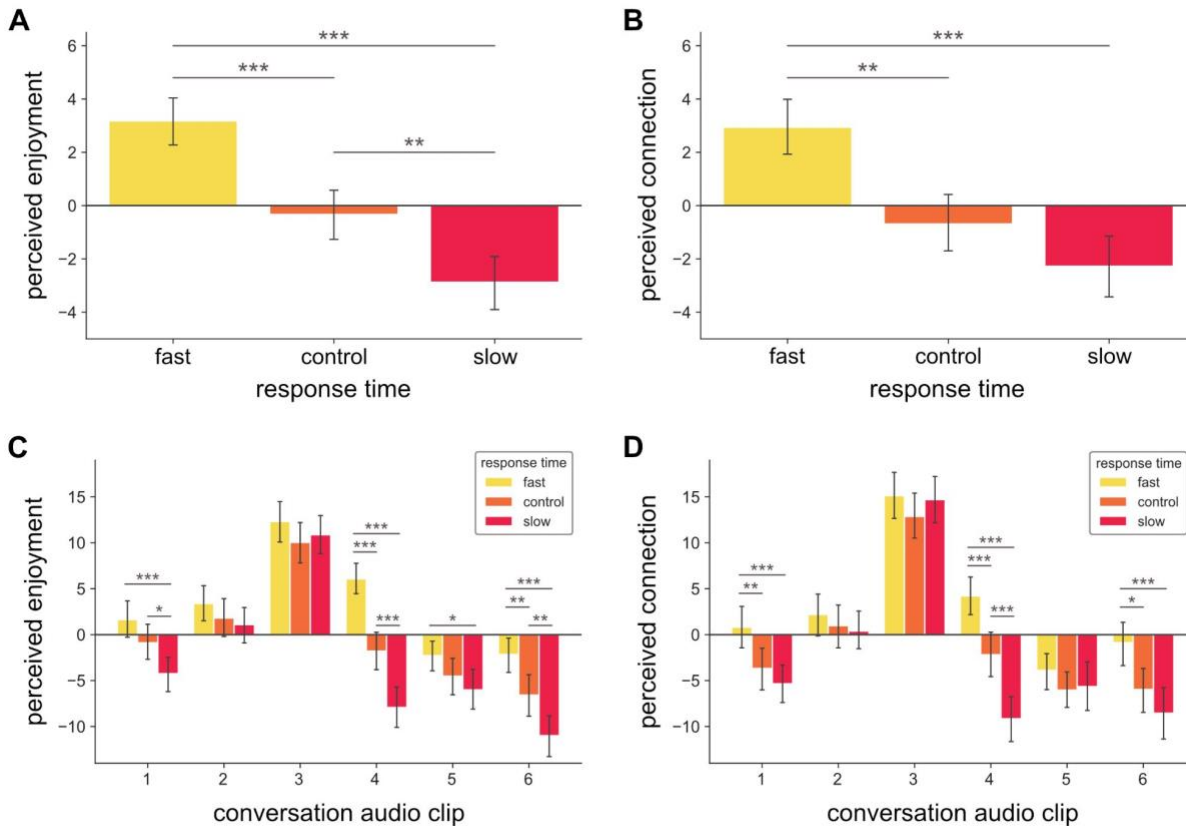 A
perceived enjoyment
6
4
2
0
−2
−4
***
***
**
fast control slow
response time
B
perceived connection
6
4
2
0
−2
−4
***
**
fast control slow
response time
C
perceived enjoyment
15
10
5
0
−5
−10
response time
fast
control
slow
***
*
***
***
***
*
***
**
**
1 2 3 4 5 6
conversation audio clip
D
perceived connection
15
10
5
0
−5
−10
response time
fast
control
slow
***
**
***
***
***
***
*
1 2 3 4 5 6
conversation audio clip